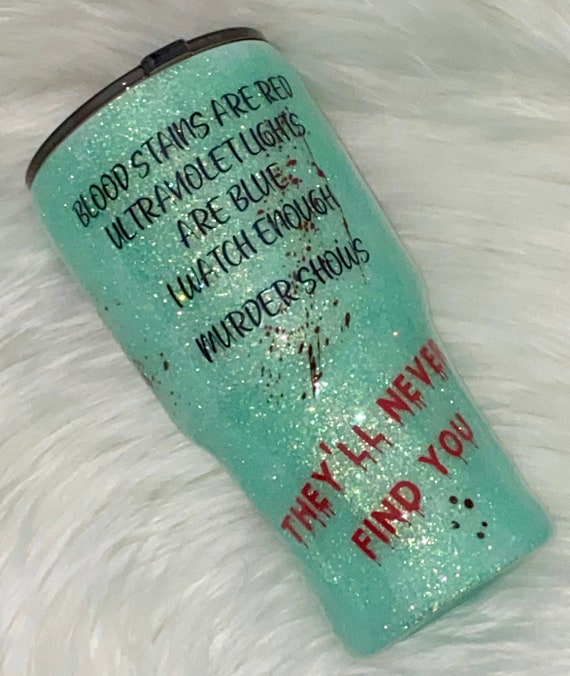 BLOOD STAINS ARE RED
ULTRAVIOLET LIGHTS
ARE BLUE
I WATCH ENOUGH
MURDER SHOWS
THEY'LL NEVER
FIND YOU